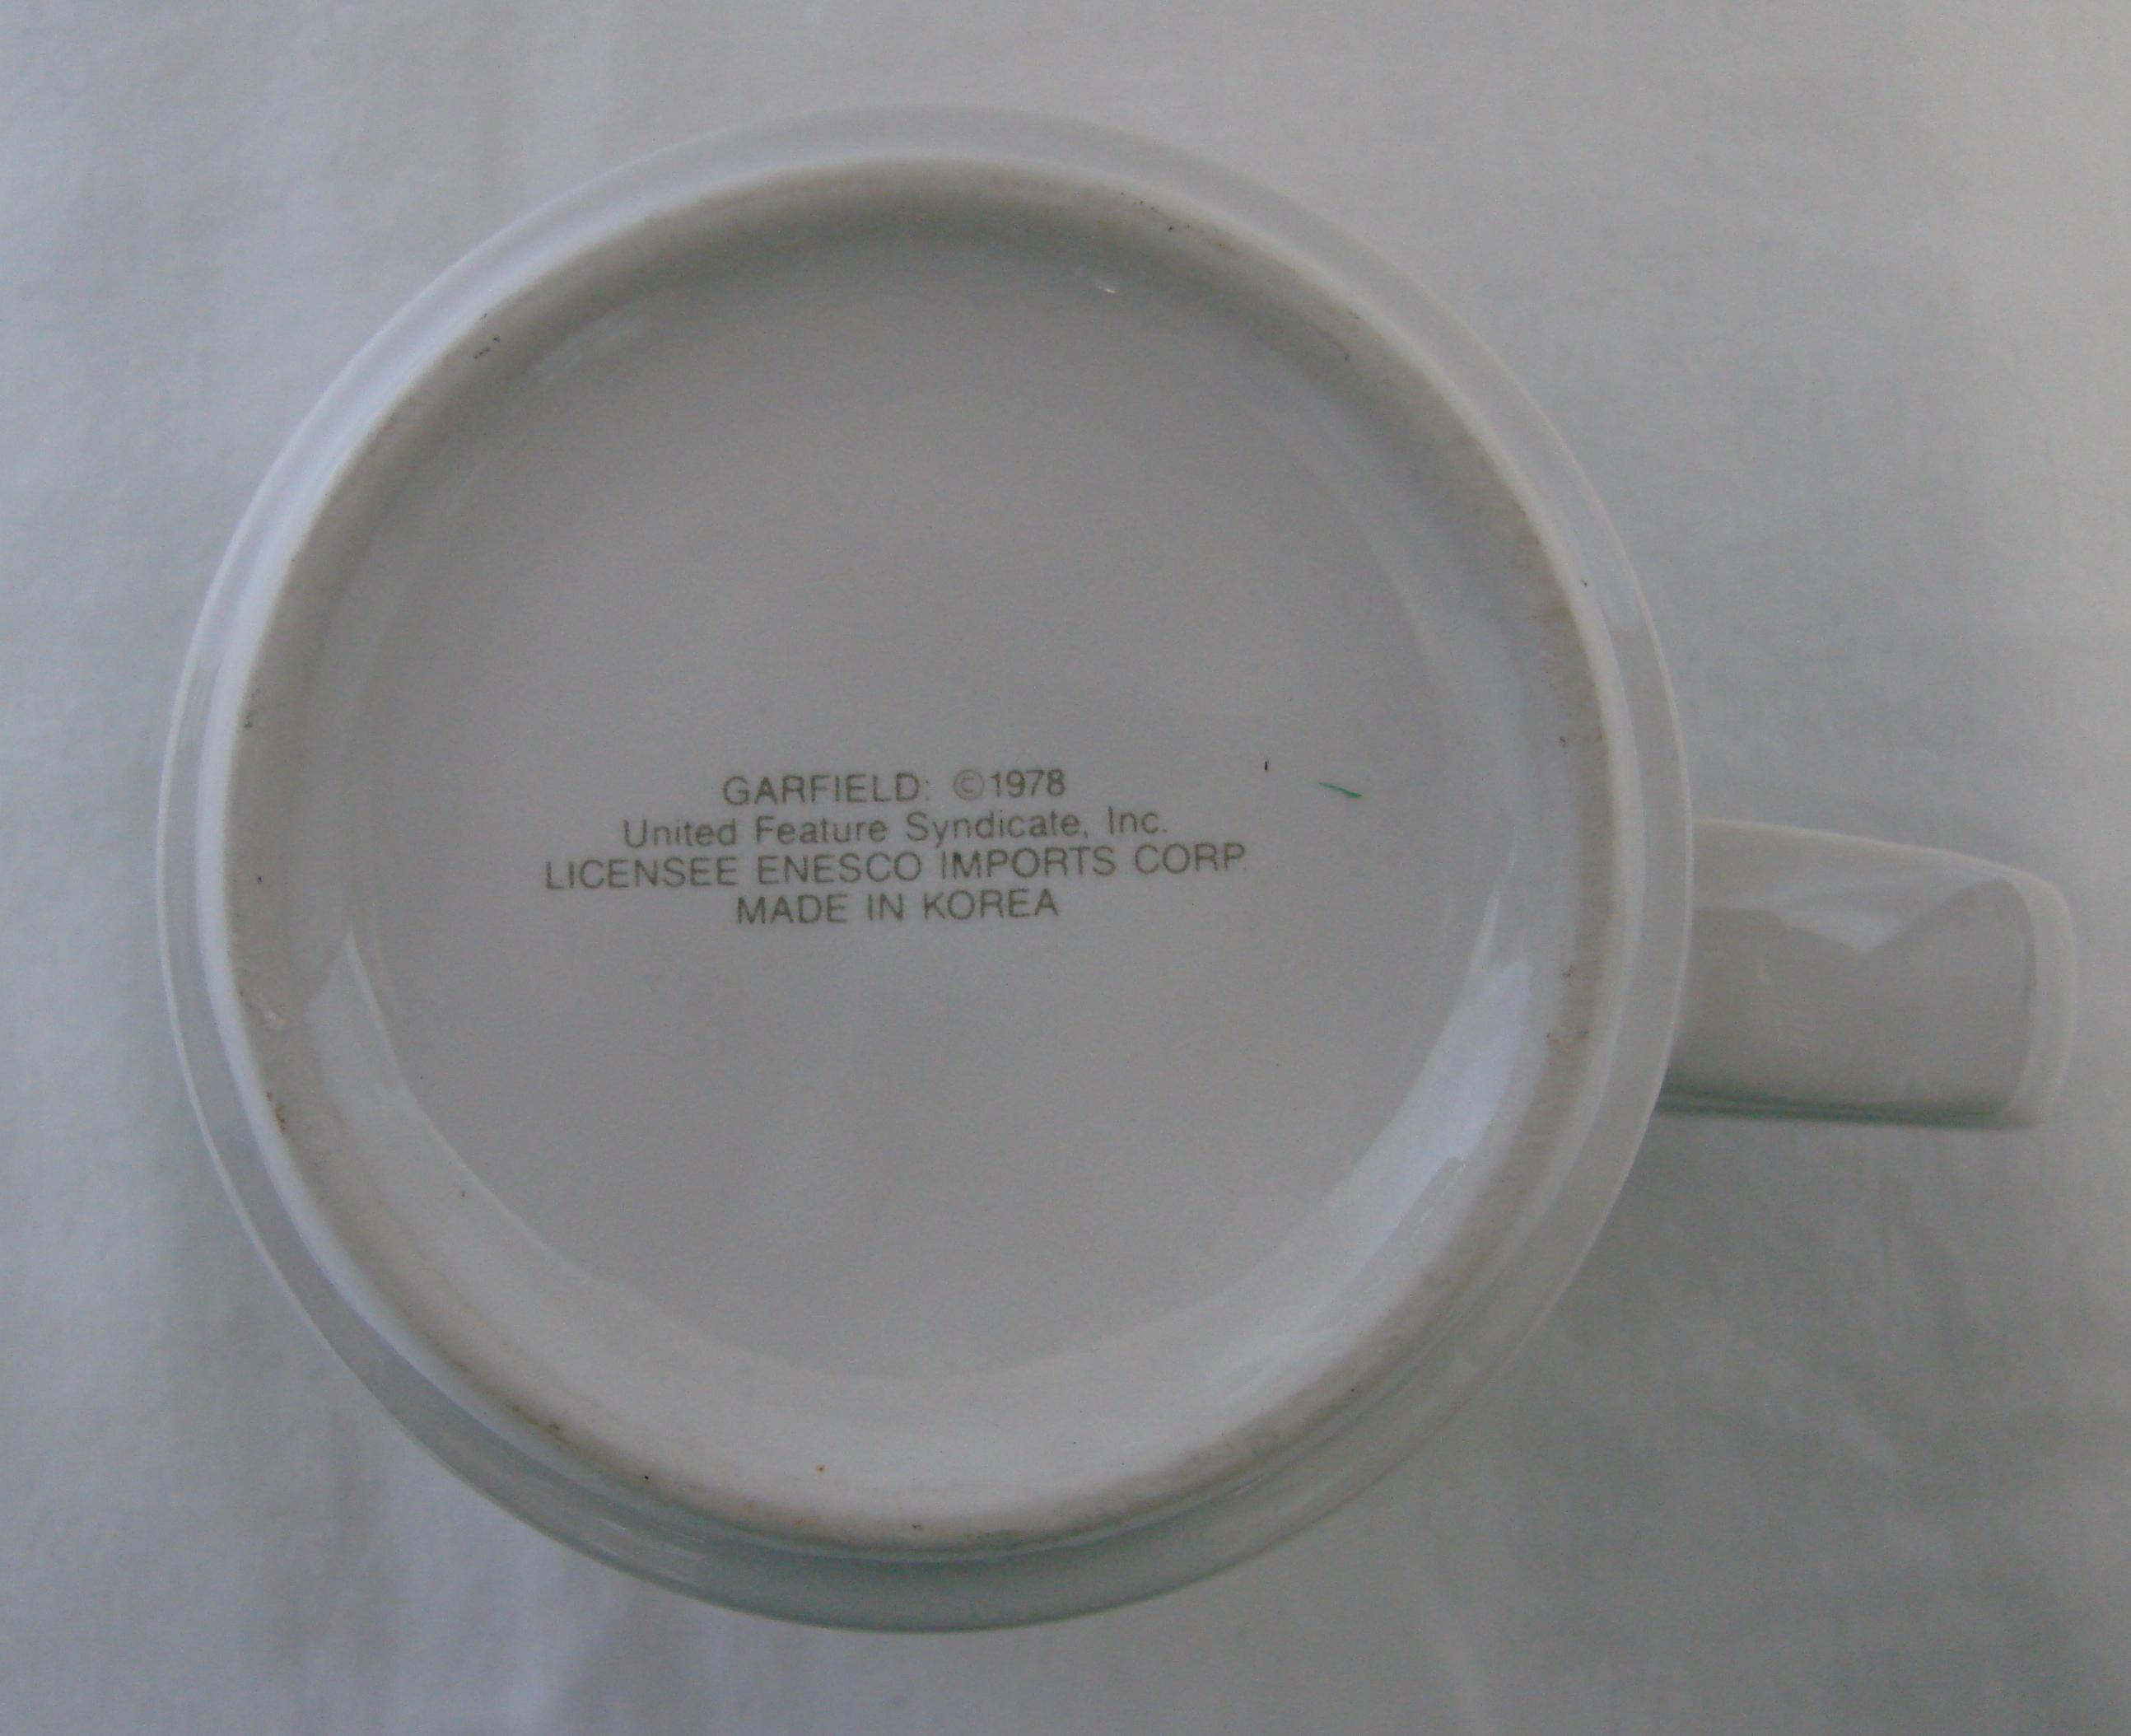 GARFIELD: ©1978
United Feature Syndicate, Inc.
LICENSEE ENESCO IMPORTS CORP.
MADE IN KOREA